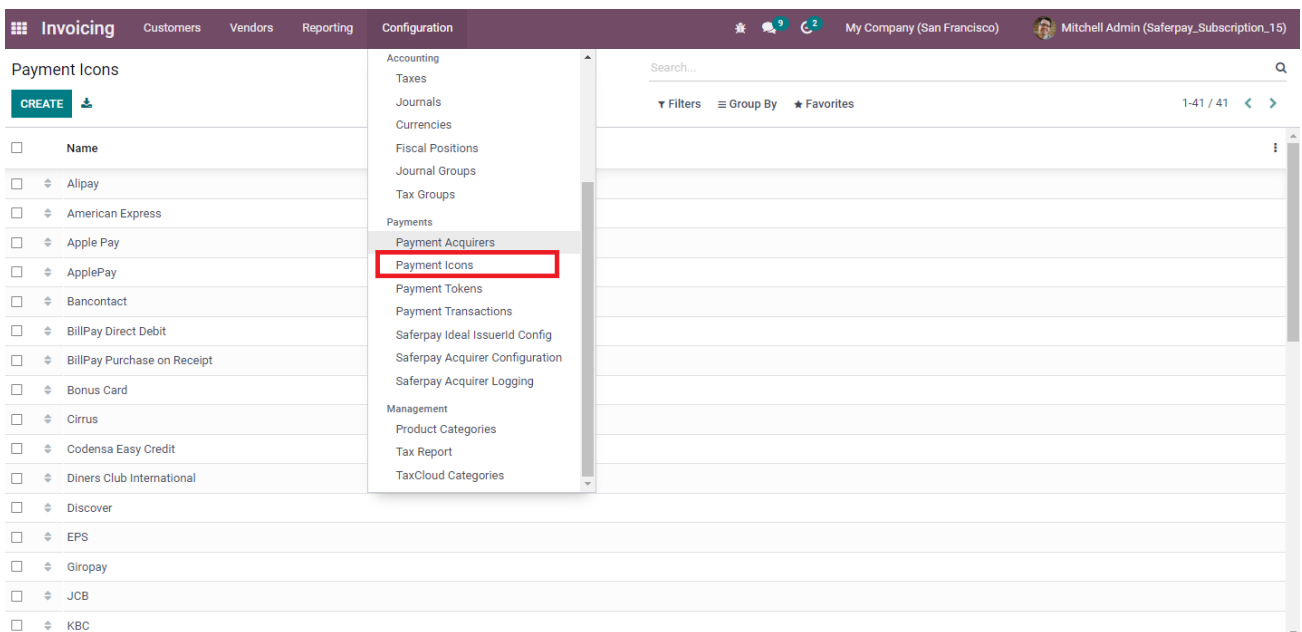 Invoicing Customers Vendors Reporting Configuration 9 2 My Company (San Francisco) Mitchell Admin (Saferpay_Subscription_15)
Payment Icons
Search...
CREATE
Filters Group By Favorites 1-41 / 41
Name
Alipay
American Express
Apple Pay
ApplePay
Bancontact
BillPay Direct Debit
BillPay Purchase on Receipt
Bonus Card
Cirrus
Codensa Easy Credit
Diners Club International
Discover
EPS
Giropay
JCB
KBC
Accounting
Taxes
Journals
Currencies
Fiscal Positions
Journal Groups
Tax Groups
Payments
Payment Acquirers
Payment Icons
Payment Tokens
Payment Transactions
Saferpay Ideal IssuerId Config
Saferpay Acquirer Configuration
Saferpay Acquirer Logging
Management
Product Categories
Tax Report
TaxCloud Categories